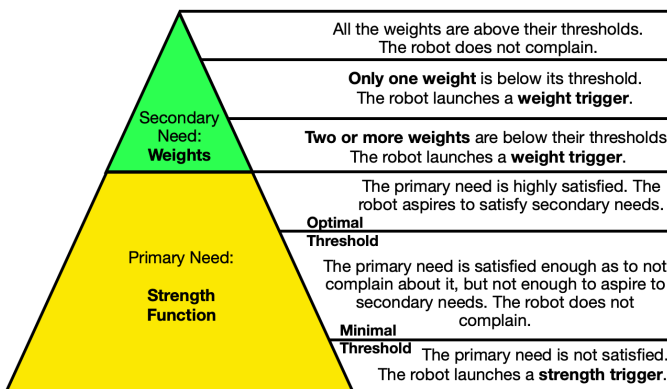 All the weights are above their thresholds.
The robot does not complain.
Only one weight is below its threshold.
The robot launches a weight trigger.
Secondary
Need:
Weights
Two or more weights are below their thresholds
The robot launches a weight trigger.
The primary need is highly satisfied. The
robot aspires to satisfy secondary needs.
Optimal
Threshold
Primary Need:
Strength
Function
The primary need is satisfied enough as to not
complain about it, but not enough to aspire to
secondary needs. The robot does not
complain.
Minimal
Threshold
The primary need is not satisfied.
The robot launches a strength trigger.